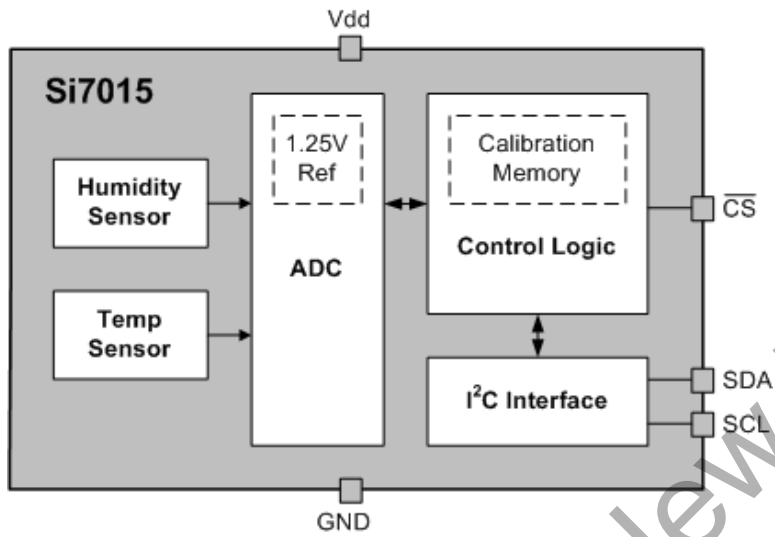 Vdd
Si7015
Humidity
Sensor
Temp
Sensor
1.25V
Ref
ADC
Calibration
Memory
Control Logic
I²C Interface
C̅S̅
SDA
SCL
GND
New